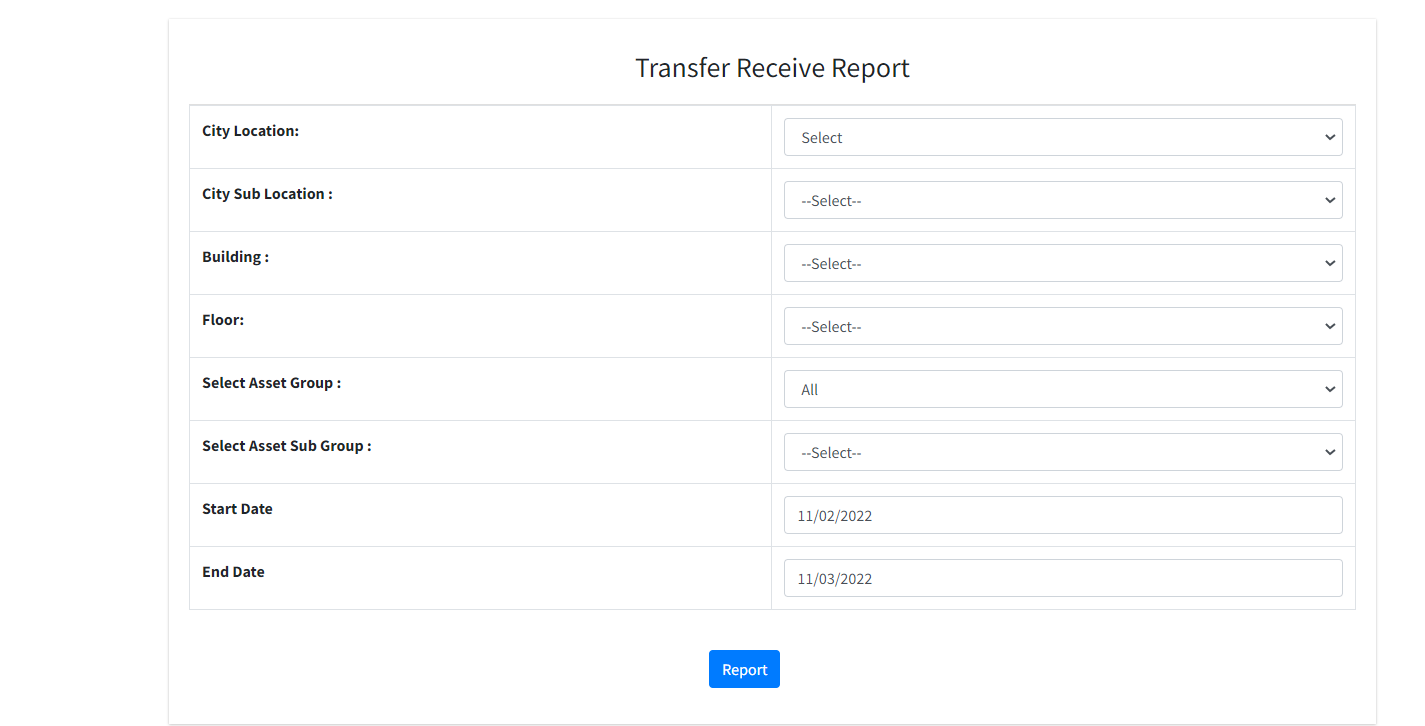 Transfer Receive Report
City Location:
Select
City Sub Location :
--Select--
Building :
--Select--
Floor:
--Select--
Select Asset Group :
All
Select Asset Sub Group :
--Select--
Start Date
11/02/2022
End Date
11/03/2022
Report